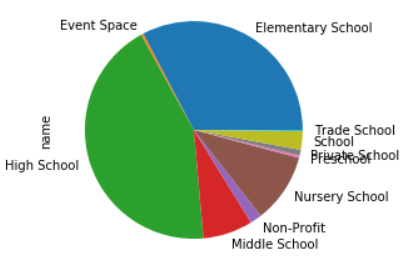 Event Space
Elementary School
name
High School
Trade School
School
Private School
Preschool
Nursery School
Non-Profit
Middle School